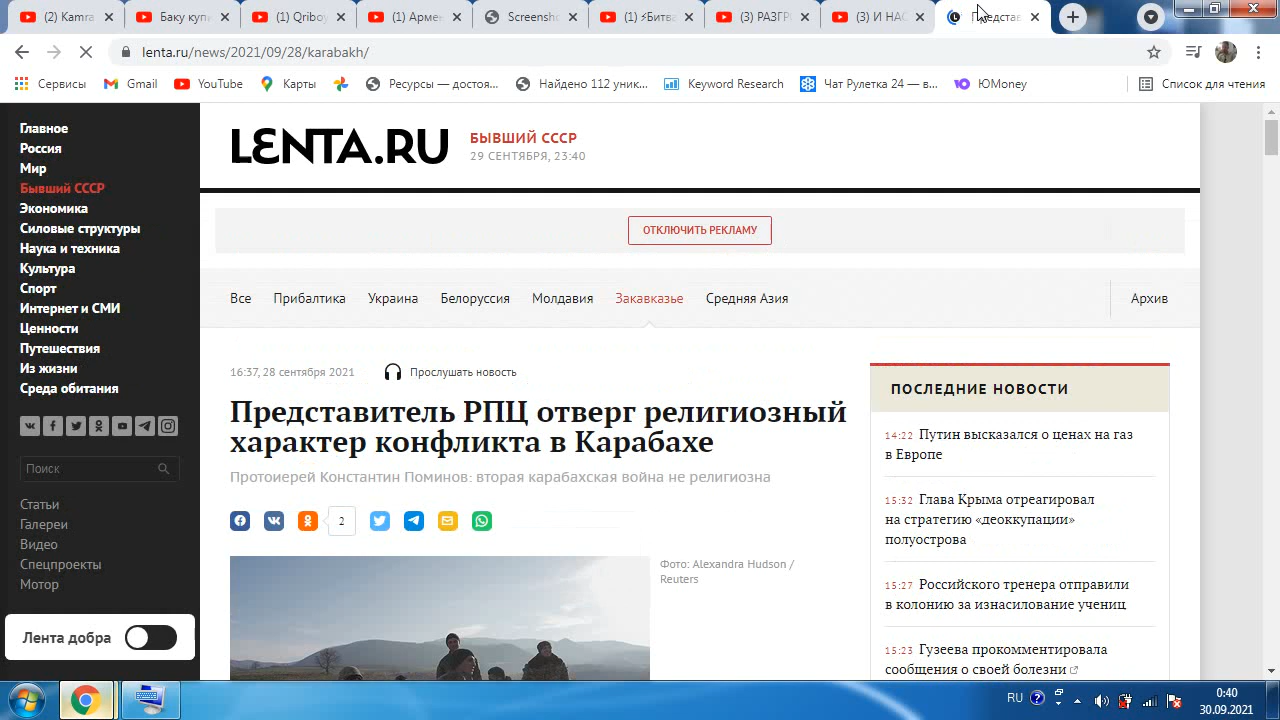 (2) Kamra
Баку купи
(1) Qriboy
(1) Армен
screensa
(1) ⚡Битва
(3) РАЗГРО
(3) И НАС
Представ
lenta.ru/news/2021/09/28/karabakh/
Сервисы
Gmail
YouTube
Карты
Ресурсы — достоя...
Найдено 112 уник...
Keyword Research
Чат Рулетка 24 — в...
ЮMoney
Список для чтения
Главное
Россия
Мир
Бывший СССР
Экономика
Силовые структуры
Наука и техника
Культура
Спорт
Интернет и СМИ
Ценности
Путешествия
Из жизни
Среда обитания
Поиск
Статьи
Галереи
Видео
Спецпроекты
Мотор
Лента добра
LENTA.RU
БЫВШИЙ СССР
29 СЕНТЯБРЯ, 23:40
ОТКЛЮЧИТЬ РЕКЛАМУ
Все Прибалтика Украина Белоруссия Молдавия Закавказье Средняя Азия Архив
16:37, 28 сентября 2021
Прослушать новость
Представитель РПЦ отверг религиозный
характер конфликта в Карабахе
Протоиерей Константин Поминов: вторая карабахская война не религиозна
2
Фото: Alexandra Hudson /
Reuters
ПОСЛЕДНИЕ НОВОСТИ
14:22 Путин высказался о ценах на газ
в Европе
15:32 Глава Крыма отреагировал
на стратегию «деоккупации»
полуострова
15:27 Российского тренера отправили
в колонию за изнасилование учениц
15:23 Гузеева прокомментировала
сообщения о своей болезни
RU
0:40
30.09.2021